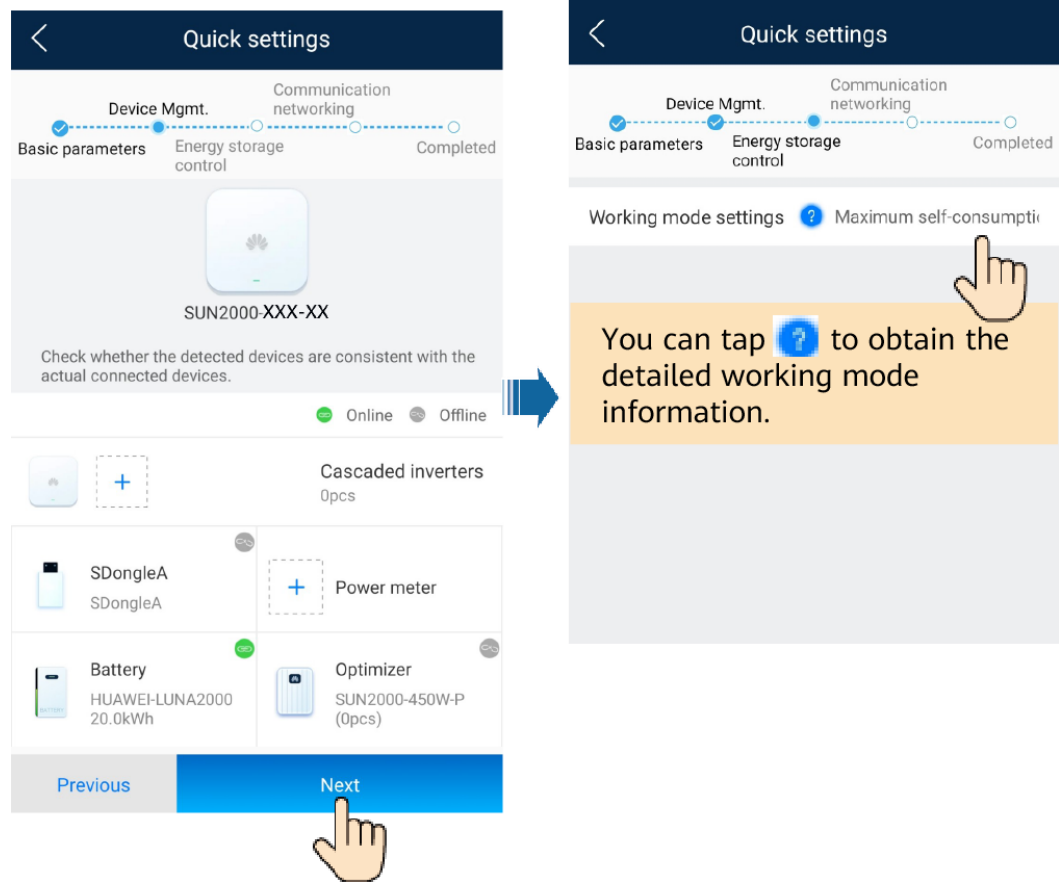 Quick settings
Communication
Device Mgmt.
networking
Basic parameters
Energy storage
control
Completed
SUN2000-XXX-XX
Check whether the detected devices are consistent with the
actual connected devices.
Online
Offline
Cascaded inverters
0pcs
SDongleA
SDongleA
Power meter
Battery
HUAWEI-LUNA2000
20.0kWh
Optimizer
SUN2000-450W-P
(0pcs)
Previous
Next
Quick settings
Communication
Device Mgmt.
networking
Basic parameters
Energy storage
control
Completed
Working mode settings ? Maximum self-consumpti
You can tap ? to obtain the
detailed working mode
information.